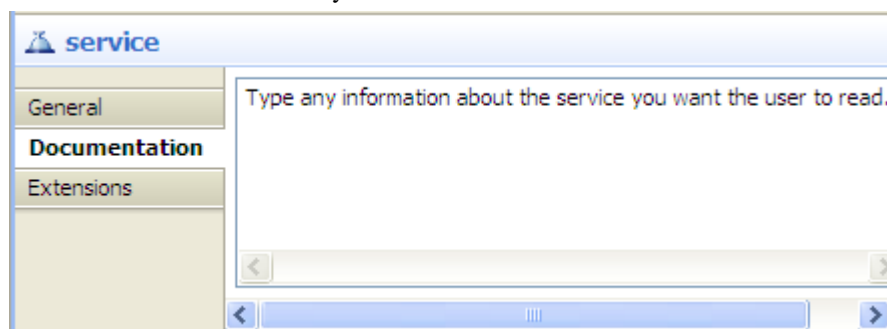 service
General
Type any information about the service you want the user to read.
Documentation
Extensions